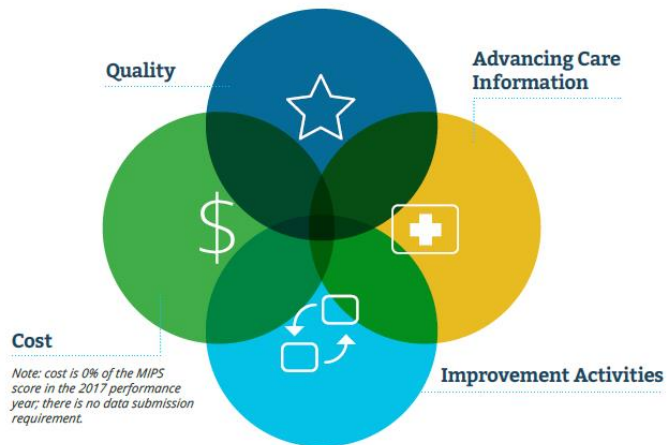 Quality
Advancing Care
Information
$
Cost
Note: cost is 0% of the MIPS
score in the 2017 performance
year; there is no data submission
requirement.
Improvement Activities